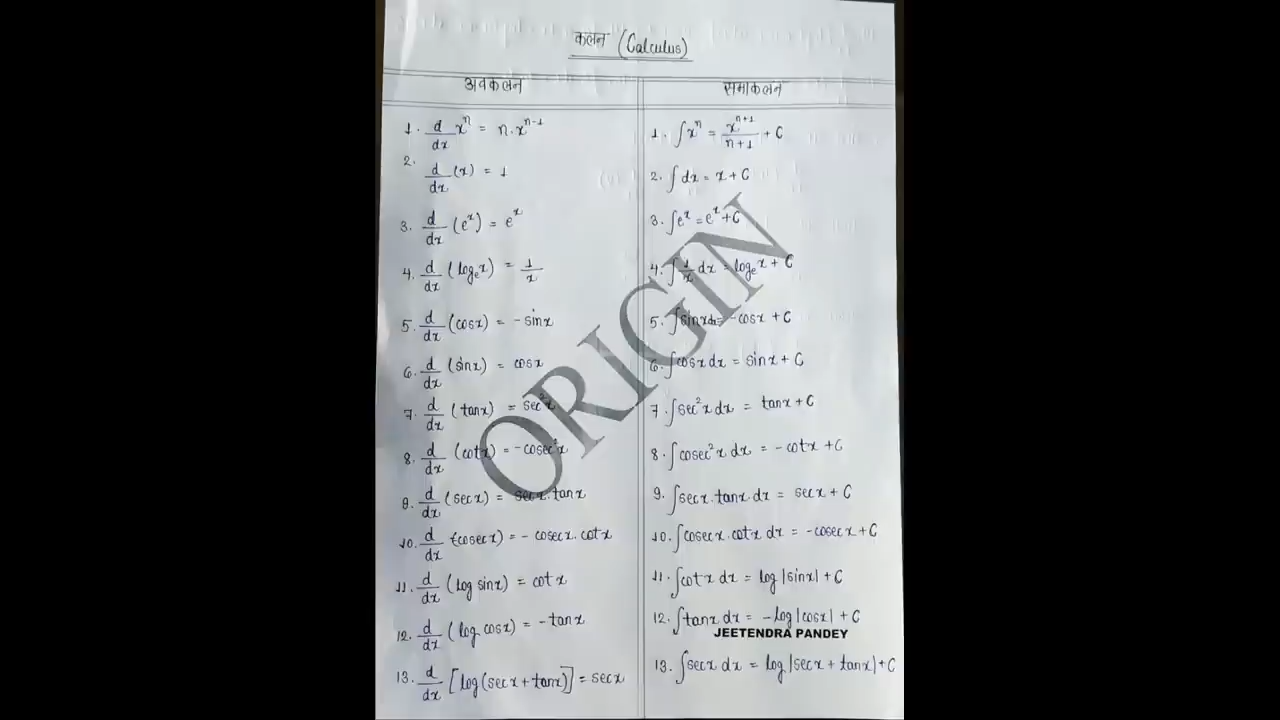 कलन (Calculus)
अवकलन
1. d/dx xⁿ = n·xⁿ⁻¹
2. d/dx (x) = 1
3. d/dx (eˣ) = eˣ
4. d/dx (logₑx) = 1/x
5. d/dx (cosx) = -sinx
6. d/dx (sinx) = cosx
7. d/dx (tanx) = sec²x
8. d/dx (cotx) = -cosec²x
9. d/dx (secx) = secx·tanx
10. d/dx (cosecx) = - cosecx·cotx
11. d/dx (log sinx) = cotx
12. d/dx (log cosx) = -tanx
13. d/dx [log(secx + tanx)] = secx
समाकलन
1. ∫xⁿ = xⁿ⁺¹/n+1 + C
2. ∫dx = x + C
3. ∫eˣ = eˣ + C
4. ∫1/x dx = logₑx + C
5. ∫sinxdx = -cosx + C
6. ∫cosx dx = sinx + C
7. ∫sec²x dx = tanx + C
8. ∫cosec²x dx = -cotx + C
9. ∫secx·tanx·dx = secx + C
10. ∫cosecx·cotx dx = -cosecx + C
11. ∫cotx dx = log|sinx| + C
12. ∫tanx dx = -log|cosx| + C
13. ∫secx dx = log|secx + tanx| + C
ORIGIN
JEETENDRA PANDEY